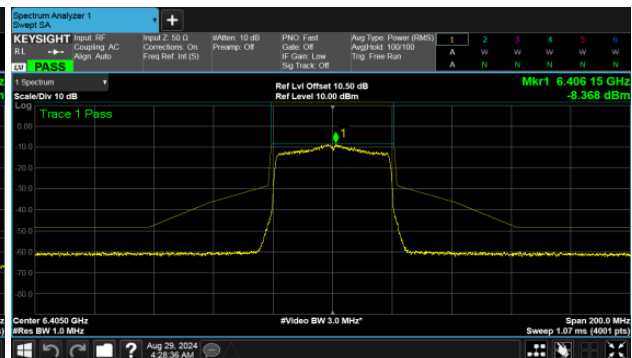 Spectrum Analyzer 1
Swept SA
+
KEYSIGHT Input: RF Input Z: 50 Ω #Atten: 10 dB PNO: Fast Avg Type: Power (RMS) 1 2 3 4 5 6
RL Coupling: AC Corrections: On Preamp: Off Gate: Off Avg|Hold: 100/100 A W W W W W
Align: Auto Freq Ref: Int (S) IF Gain: Low Trig: Free Run
LXI PASS Sig Track: Off A N N N N N
1 Spectrum Ref Lvl Offset 10.50 dB Mkr1 6.406 15 GHz
Scale/Div 10 dB Ref Level 10.00 dBm -8.368 dBm
Log
Trace 1 Pass
0.00
1
-10.0
-20.0
-30.0
-40.0
-50.0
-60.0
-70.0
-80.0
Center 6.4050 GHz #Video BW 3.0 MHz* Span 200.0 MHz
#Res BW 1.0 MHz Sweep 1.07 ms (4001 pts)
? Aug 29, 2024
4:28:36 AM